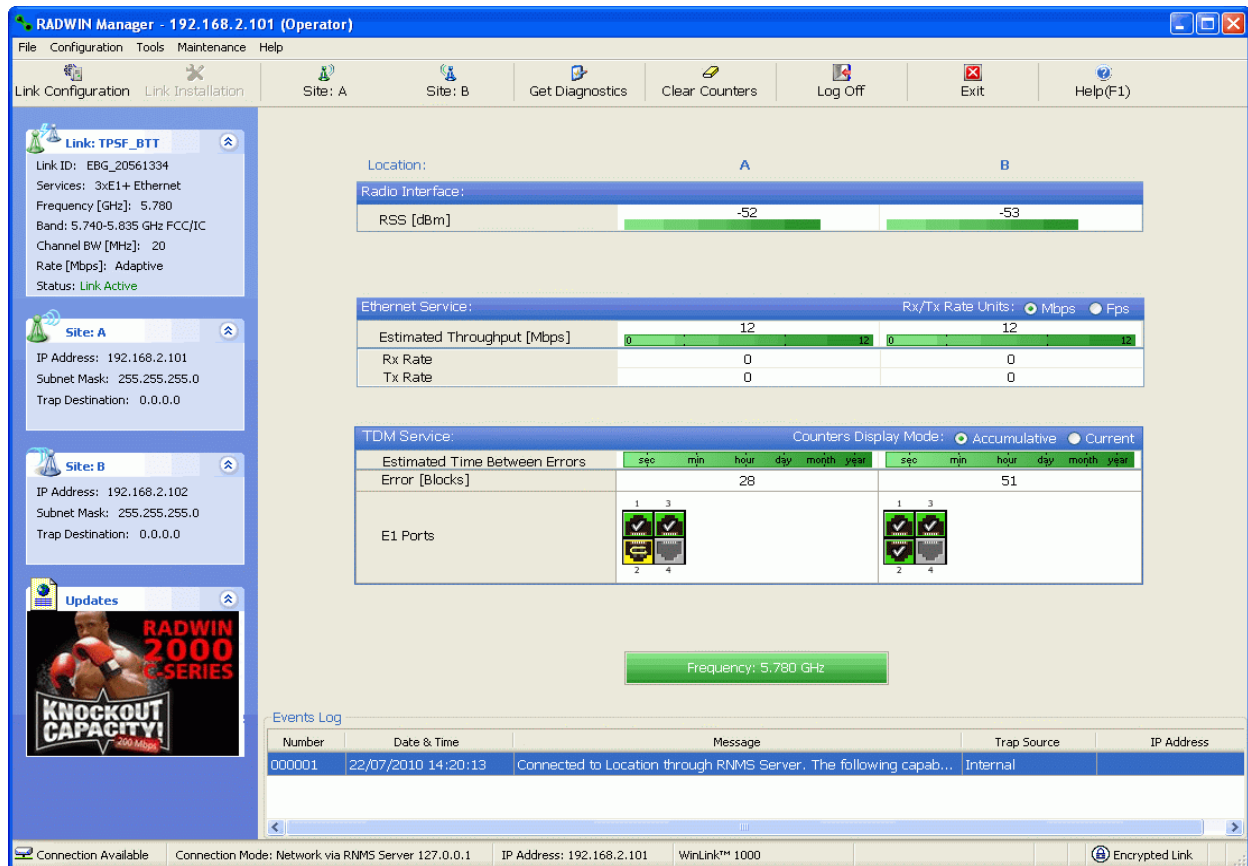 RADWIN Manager - 192.168.2.101 (Operator)
File Configuration Tools Maintenance Help
Link Configuration Link Installation Site: A Site: B Get Diagnostics Clear Counters Log Off Exit Help(F1)
Link: TPSF_BTT
Link ID: EBG_20561334
Services: 3xE1+ Ethernet
Frequency [GHz]: 5.780
Band: 5.740-5.835 GHz FCC/IC
Channel BW [MHz]: 20
Rate [Mbps]: Adaptive
Status: Link Active
Site: A
IP Address: 192.168.2.101
Subnet Mask: 255.255.255.0
Trap Destination: 0.0.0.0
Site: B
IP Address: 192.168.2.102
Subnet Mask: 255.255.255.0
Trap Destination: 0.0.0.0
Updates
RADWIN
2000
C-SERIES
KNOCKOUT
CAPACITY!
200 Mbps
Location: A B
Radio Interface:
RSS [dBm] -52 -53
Ethernet Service: Rx/Tx Rate Units: Mbps Fps
Estimated Throughput [Mbps] 12 12
0 12 0 12
Rx Rate 0 0
Tx Rate 0 0
TDM Service: Counters Display Mode: Accumulative Current
Estimated Time Between Errors sec min hour day month year sec min hour day month year
Error [Blocks] 28 51
1 3 1 3
E1 Ports
2 4 2 4
Frequency: 5.780 GHz
Events Log
Number Date & Time Message Trap Source IP Address
000001 22/07/2010 14:20:13 Connected to Location through RNMS Server. The following capab... Internal
Connection Available Connection Mode: Network via RNMS Server 127.0.0.1 IP Address: 192.168.2.101 WinLink™ 1000 Encrypted Link